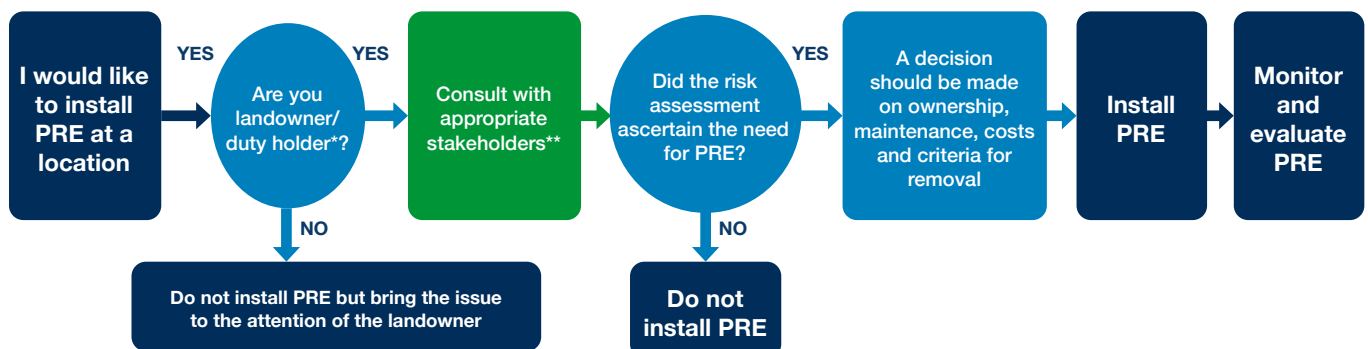 I would like
to install
PRE at a
location
YES
Are you
landowner/
duty holder*?
YES
Consult with
appropriate
stakeholders**
Did the risk
assessment
ascertain the need
for PRE?
YES
A decision
should be made
on ownership,
maintenance, costs
and criteria for
removal
Install
PRE
Monitor
and
evaluate
PRE
NO
Do not install PRE but bring the issue
to the attention of the landowner
NO
Do not
install PRE